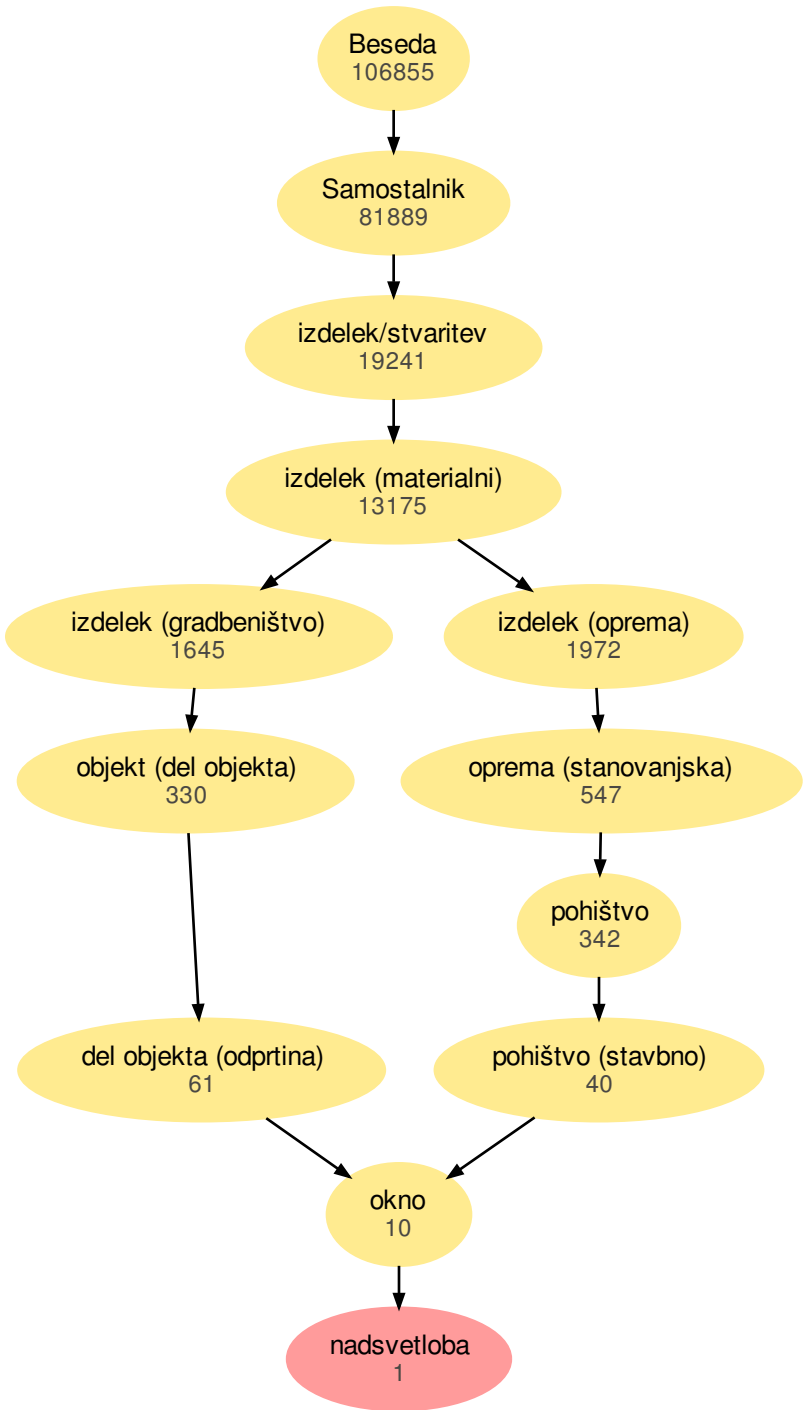 Beseda
106855
Samostalnik
81889
izdelek/stvaritev
19241
izdelek (materialni)
13175
izdelek (gradbeništvo)
1645
izdelek (oprema)
1972
objekt (del objekta)
330
oprema (stanovanjska)
547
pohištvo
342
del objekta (odprtina)
61
pohištvo (stavbno)
40
okno
10
nadsvetloba
1